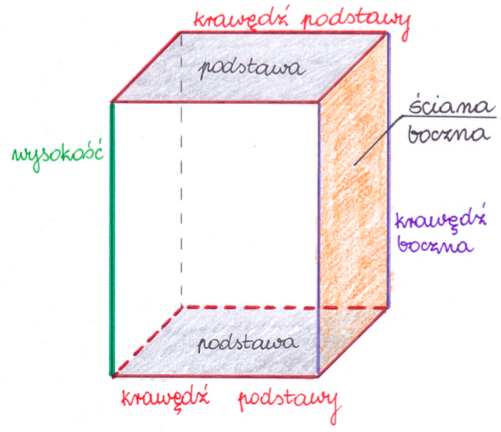 krawędź podstawy
podstawa
ściana
boczna
wysokość
krawędź
boczna
podstawa
krawędź podstawy